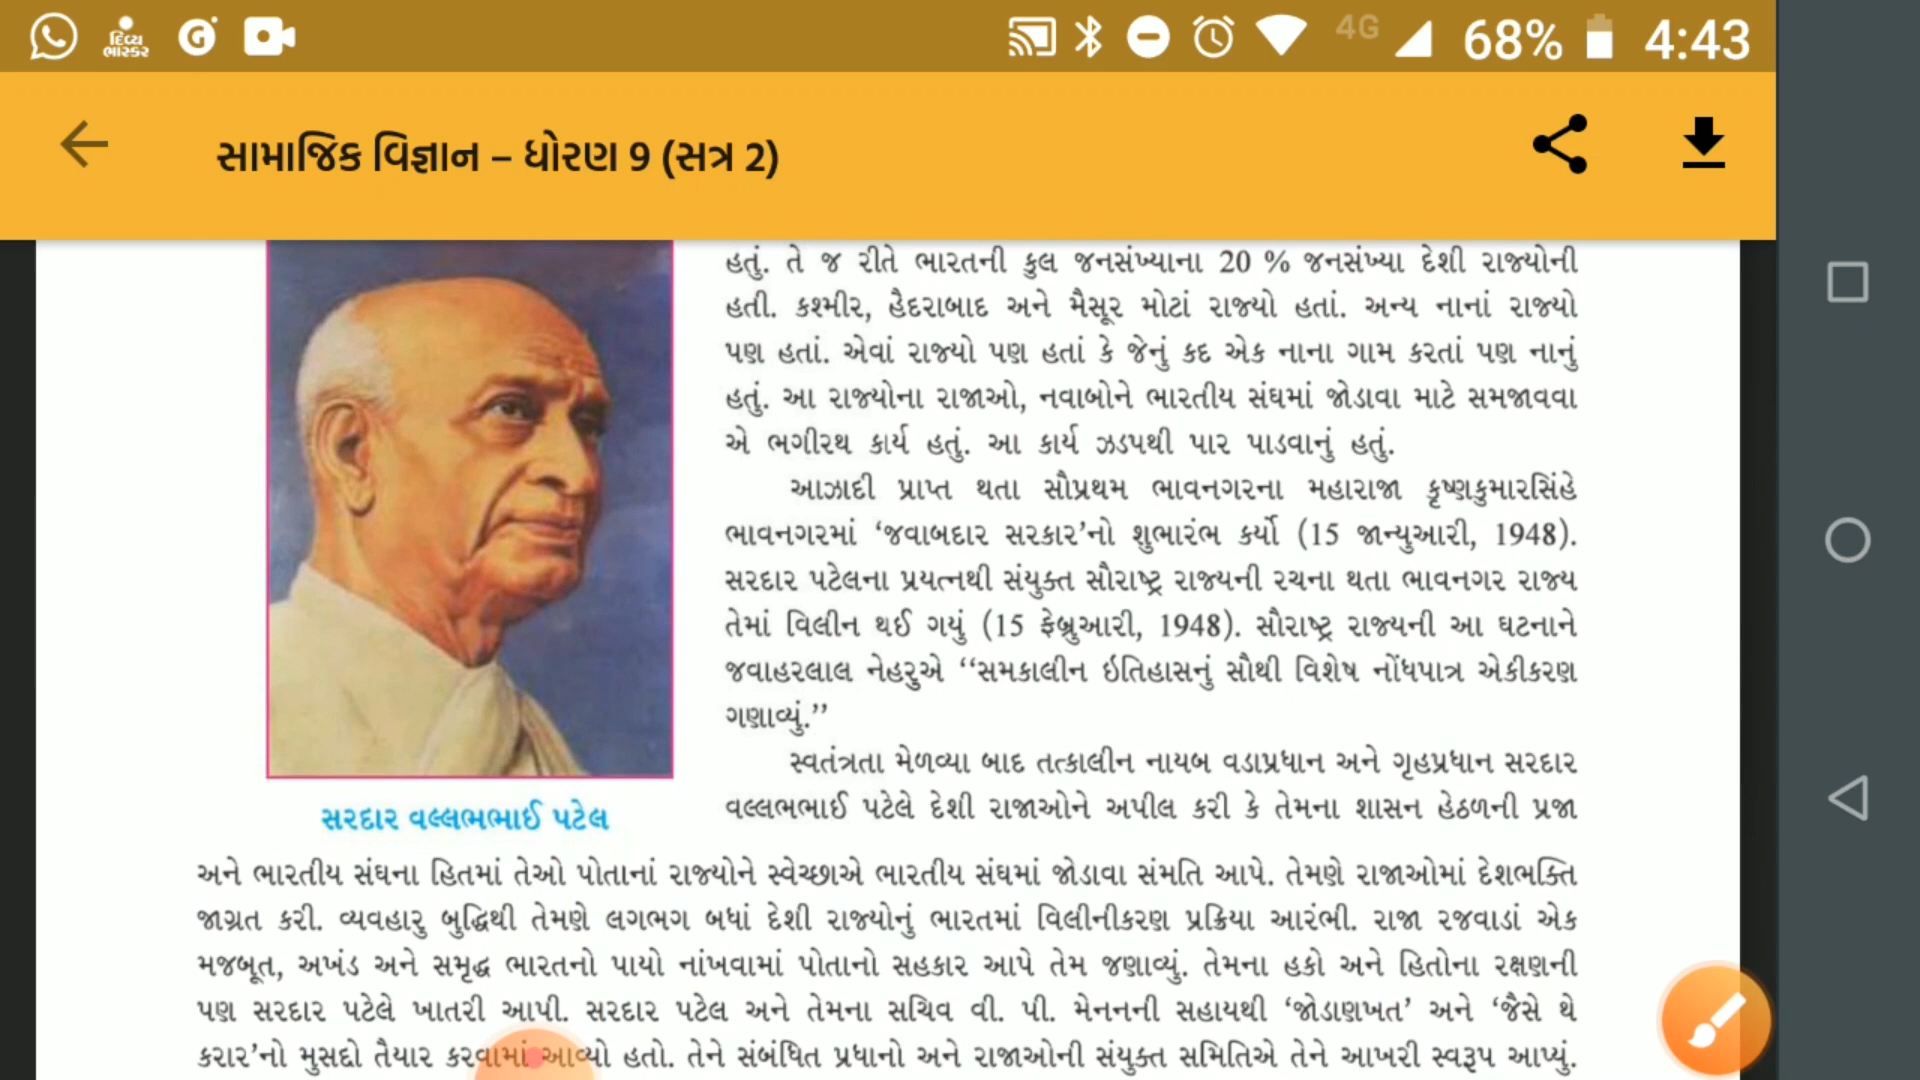 દિવ્ય
ભાસ્કર
4G
68%
4:43
સામાજિક વિજ્ઞાન – ધોરણ 9 (સત્ર 2)
હતું. તે જ રીતે ભારતની કુલ જનસંખ્યાના 20 % જનસંખ્યા દેશી રાજ્યોની
હતી. કશ્મીર, હૈદરાબાદ અને મૈસૂર મોટાં રાજ્યો હતાં. અન્ય નાનાં રાજ્યો
પણ હતાં. એવાં રાજ્યો પણ હતાં કે જેનું કદ એક નાના ગામ કરતાં પણ નાનું
હતું. આ રાજ્યોના રાજાઓ, નવાબોને ભારતીય સંઘમાં જોડાવા માટે સમજાવવા
એ ભગીરથ કાર્ય હતું. આ કાર્ય ઝડપથી પાર પાડવાનું હતું.
આઝાદી પ્રાપ્ત થતા સૌપ્રથમ ભાવનગરના મહારાજા કૃષ્ણકુમારસિંહે
ભાવનગરમાં ‘જવાબદાર સરકાર’નો શુભારંભ કર્યો (15 જાન્યુઆરી, 1948).
સરદાર પટેલના પ્રયત્નથી સંયુક્ત સૌરાષ્ટ્ર રાજ્યની રચના થતા ભાવનગર રાજ્ય
તેમાં વિલીન થઈ ગયું (15 ફેબ્રુઆરી, 1948). સૌરાષ્ટ્ર રાજ્યની આ ઘટનાને
જવાહરલાલ નેહરુએ ‘‘સમકાલીન ઇતિહાસનું સૌથી વિશેષ નોંધપાત્ર એકીકરણ
ગણાવ્યું.’’
સ્વતંત્રતા મેળવ્યા બાદ તત્કાલીન નાયબ વડાપ્રધાન અને ગૃહપ્રધાન સરદાર
વલ્લભભાઈ પટેલે દેશી રાજાઓને અપીલ કરી કે તેમના શાસન હેઠળની પ્રજા
સરદાર વલ્લભભાઈ પટેલ
અને ભારતીય સંઘના હિતમાં તેઓ પોતાનાં રાજ્યોને સ્વેચ્છાએ ભારતીય સંઘમાં જોડાવા સંમતિ આપે. તેમણે રાજાઓમાં દેશભક્તિ
જાગ્રત કરી. વ્યવહારુ બુદ્ધિથી તેમણે લગભગ બધાં દેશી રાજ્યોનું ભારતમાં વિલીનીકરણ પ્રક્રિયા આરંભી. રાજા રજવાડાં એક
મજબૂત, અખંડ અને સમૃદ્ધ ભારતનો પાયો નાંખવામાં પોતાનો સહકાર આપે તેમ જણાવ્યું. તેમના હકો અને હિતોના રક્ષણની
પણ સરદાર પટેલે ખાતરી આપી. સરદાર પટેલ અને તેમના સચિવ વી. પી. મેનનની સહાયથી ‘જોડાણખત’ અને ‘જૈસે થે
કરાર’નો મુસદ્દો તૈયાર કરવામાં આવ્યો હતો. તેને સંબંધિત પ્રધાનો અને રાજાઓની સંયુક્ત સમિતિએ તેને આખરી સ્વરૂપ આપ્યું.